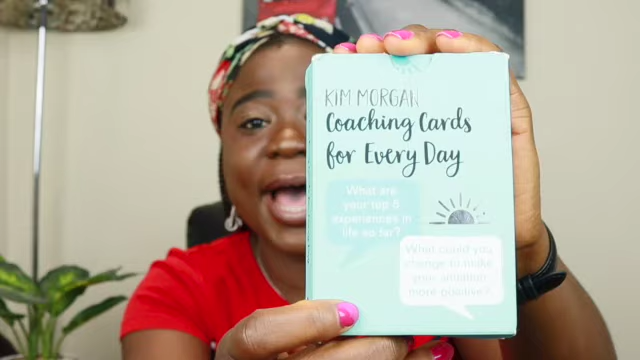 KIM MORGAN
Coaching Cards
for Every Day
What are
your top 5
experiences in
life so far?
What could you
change to make
your
more positive?